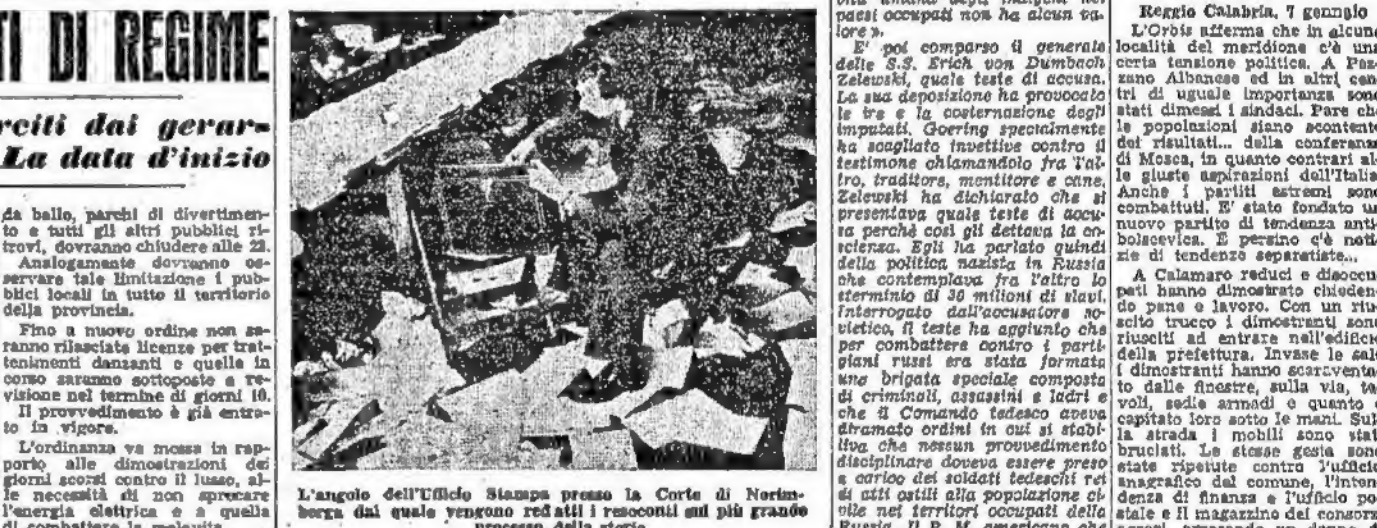 TI DI REGIME
rciti dai gerar-
La data d'inizio
da ballo, parchi di divertimen-
to e tutti gli altri pubblici ri-
trovi, dovranno chiudere alle 22.
Analogamente dovranno os-
servare tale limitazione i pub-
blici locali in tutto il territorio
della provincia.
Fino a nuovo ordine non sa-
ranno rilasciate licenze per trat-
tenimenti danzanti e quelle in
corso saranno sottoposte a re-
visione nel termine di giorni 10.
Il provvedimento è già entra-
to in vigore.
L'ordinanza va messa in rap-
porto alle dimostrazioni dei
giorni scorsi contro il lusso, al-
le necessità di non sprecare
l'energia elettrica e a quella
di combattere la malavita.
L'angolo dell'Ufficio Stampa presso la Corte di Norim-
berga dal quale vengono redatti i resoconti sul più grande
processo della storia
paesi occupati non ha alcun va-
lore ».
E' poi comparso il generale
delle S.S. Erich von Dumbach
Zelewski, quale teste di accusa.
La sua deposizione ha provocato
le ire e la costernazione degli
imputati. Goering specialmente
ha scagliato invettive contro il
testimone chiamandolo fra l'al-
tro, traditore, mentitore e cane.
Zelewski ha dichiarato che si
presentava quale teste di accu-
sa perchè così gli dettava la co-
scienza. Egli ha parlato quindi
della politica nazista in Russia
che contemplava fra l'altro lo
sterminio di 30 milioni di slavi.
Interrogato dall'accusatore so-
vietico, il teste ha aggiunto che
per combattere contro i parti-
giani russi era stata formata
una brigata speciale composta
di criminali, assassini e ladri e
che il Comando tedesco aveva
diramato ordini in cui si stabi-
liva che nessun provvedimento
disciplinare doveva essere preso
a carico dei soldati tedeschi rei
di atti ostili alla popolazione ci-
vile nei territori occupati della
Russia. Il P. M. americano che
Reggio Calabria, 7 gennaio
L'Orbis afferma che in alcune
località del meridione c'è una
certa tensione politica. A Paz-
zano Albanese ed in altri cen-
tri di uguale importanza sono
stati dimessi i sindaci. Pare che
le popolazioni siano scontente
dei risultati... della conferenza
di Mosca, in quanto contrari al-
le giuste aspirazioni dell'Italia.
Anche i partiti estremi sono
combattuti. E' stato fondato un
nuovo partito di tendenza anti-
bolscevica. E persino c'è noti-
zie di tendenze separatiste...
A Calamaro reduci e disoccu-
pati hanno dimostrato chieden-
do pane e lavoro. Con un riu-
scito trucco i dimostranti sono
riusciti ad entrare nell'edificio
della prefettura. Invase le sale
i dimostranti hanno scaraventa-
to dalle finestre, sulla via, ta-
voli, sedie armadi e quanto è
capitato loro sotto le mani. Sul-
la strada i mobili sono stati
bruciati. Le stesse gesta sono
state ripetute contro l'ufficio
anagrafico del comune, l'inten-
denza di finanza e l'ufficio po-
stale e il magazzino del consorz